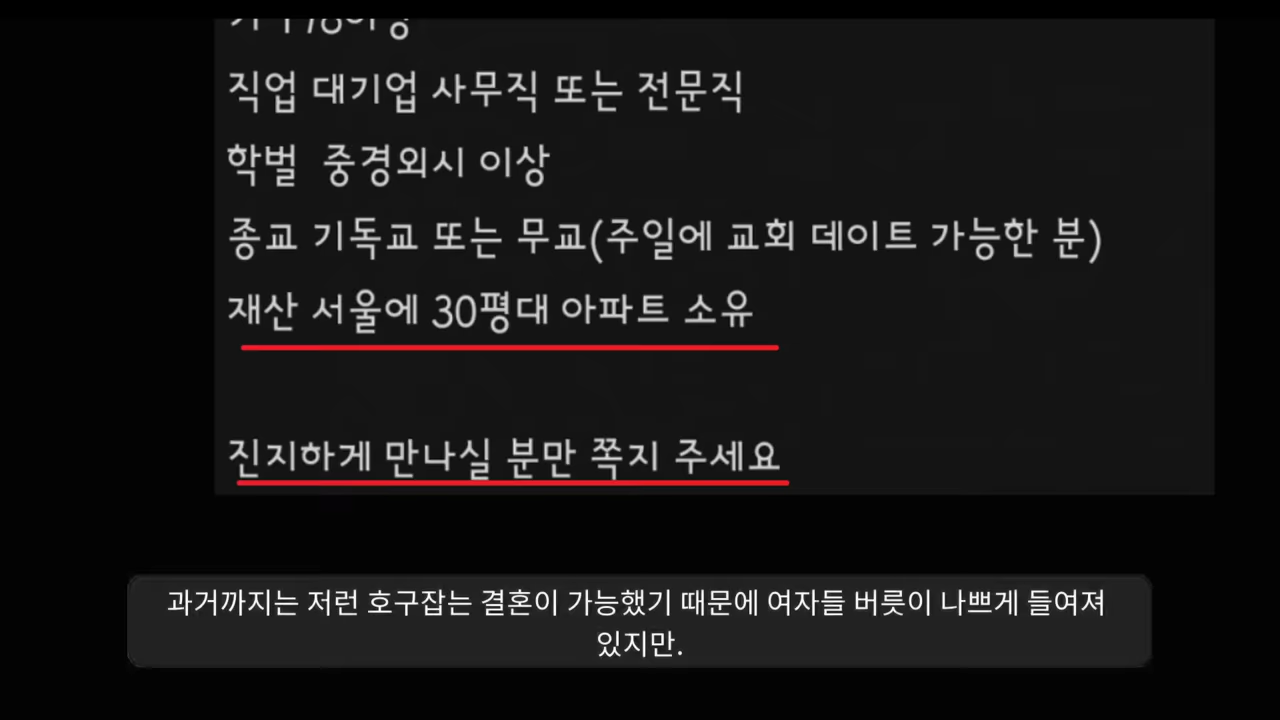 직업 대기업 사무직 또는 전문직
학벌 중경외시 이상
종교 기독교 또는 무교(주일에 교회 데이트 가능한 분)
재산 서울에 30평대 아파트 소유
진지하게 만나실 분만 쪽지 주세요
과거까지는 저런 호구잡는 결혼이 가능했기 때문에 여자들 버릇이 나쁘게 들여져
있지만.